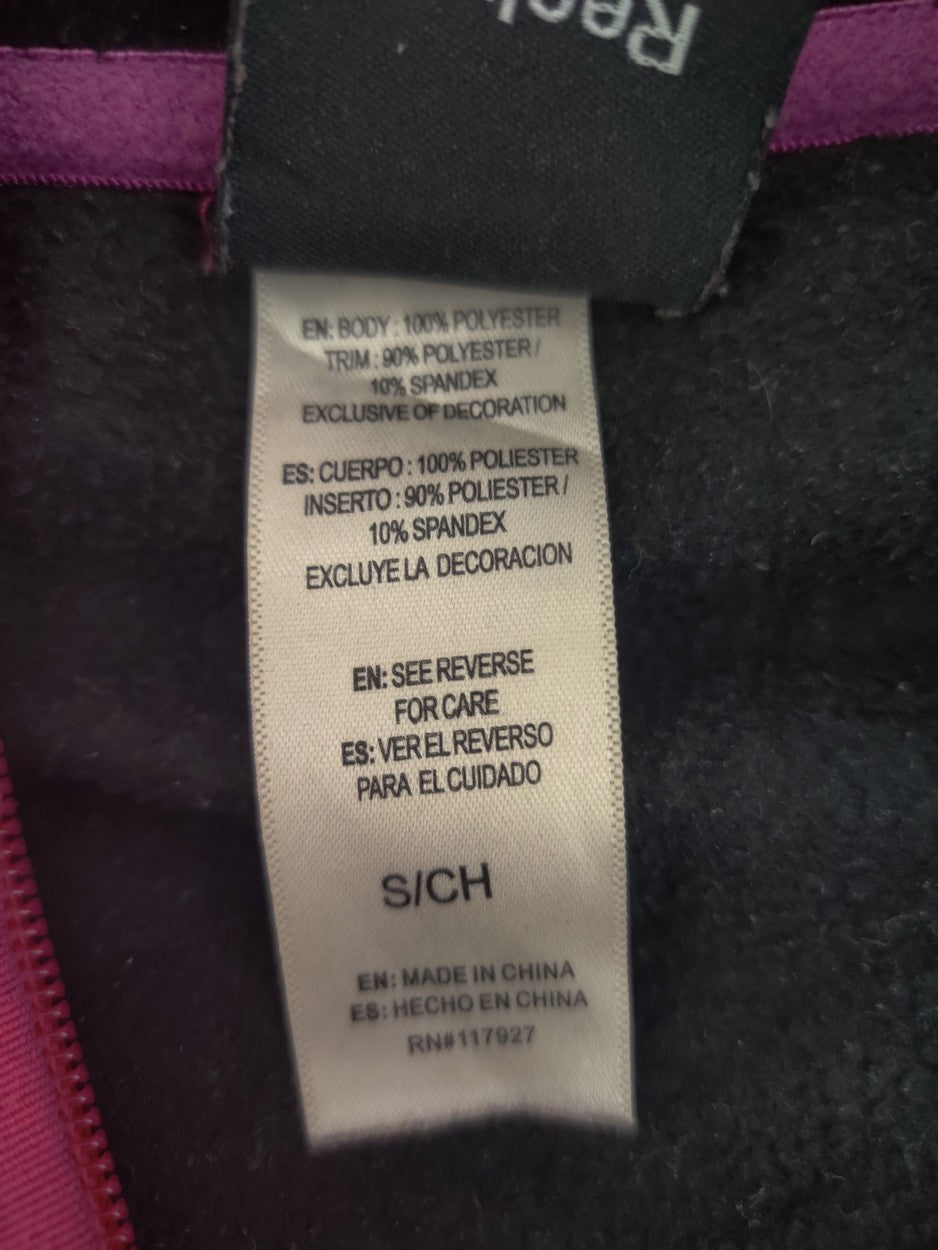 Reebok
EN: BODY : 100% POLYESTER
TRIM : 90% POLYESTER /
10% SPANDEX
EXCLUSIVE OF DECORATION
ES: CUERPO : 100% POLIESTER
INSERTO : 90% POLIESTER /
10% SPANDEX
EXCLUYE LA DECORACION
EN: SEE REVERSE
FOR CARE
ES: VER EL REVERSO
PARA EL CUIDADO
S/CH
EN: MADE IN CHINA
ES: HECHO EN CHINA
RN#117927